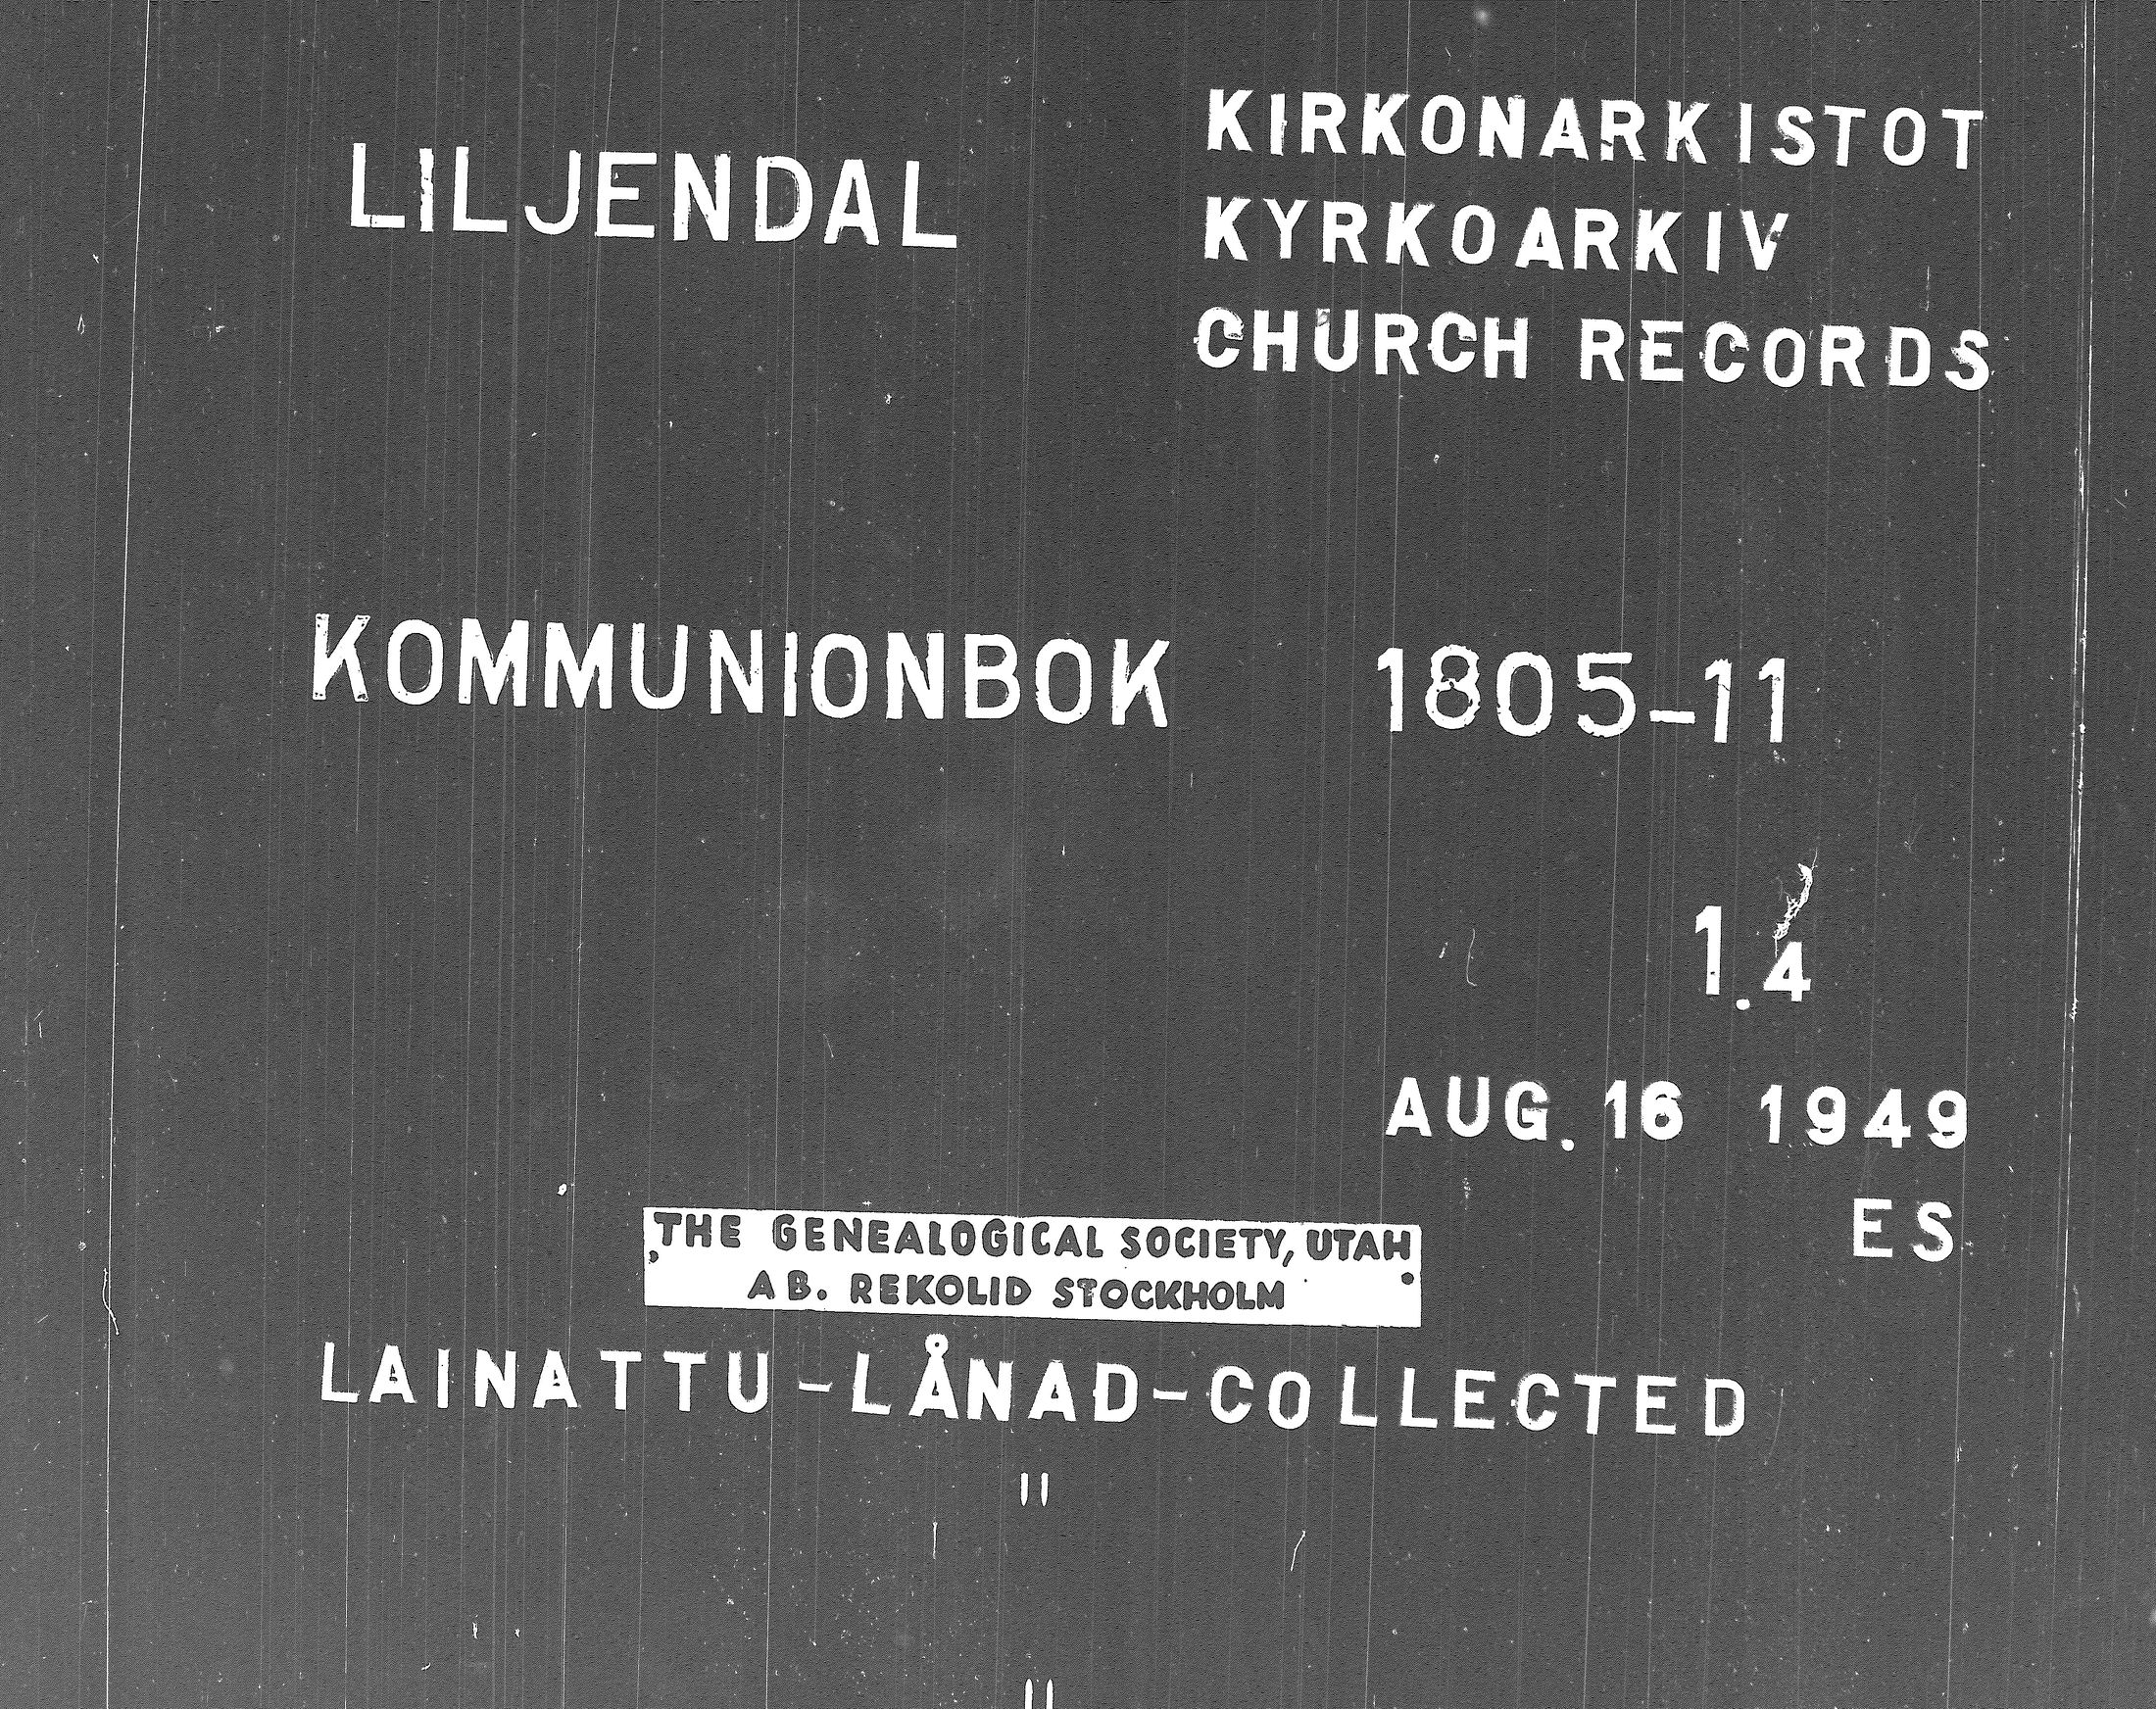 LILJENDAL
KIRKONARKISTOT
KYRKOARKIV
CHURCH RECORDS
KOMMUNIONBOK 1805-11
1.4
AUG. 16 1949
ES
THE GENEALOGICAL SOCIETY, UTAH
AB. REKOLID STOCKHOLM
LAINATTU-LÅNAD-COLLECTED
"
"